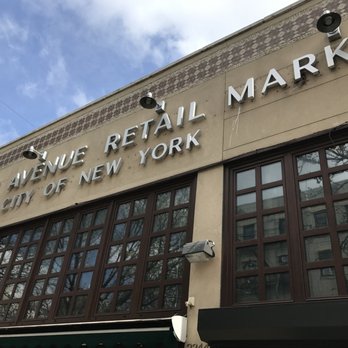 AVENUE RETAIL MARK
CITY OF NEW YORK